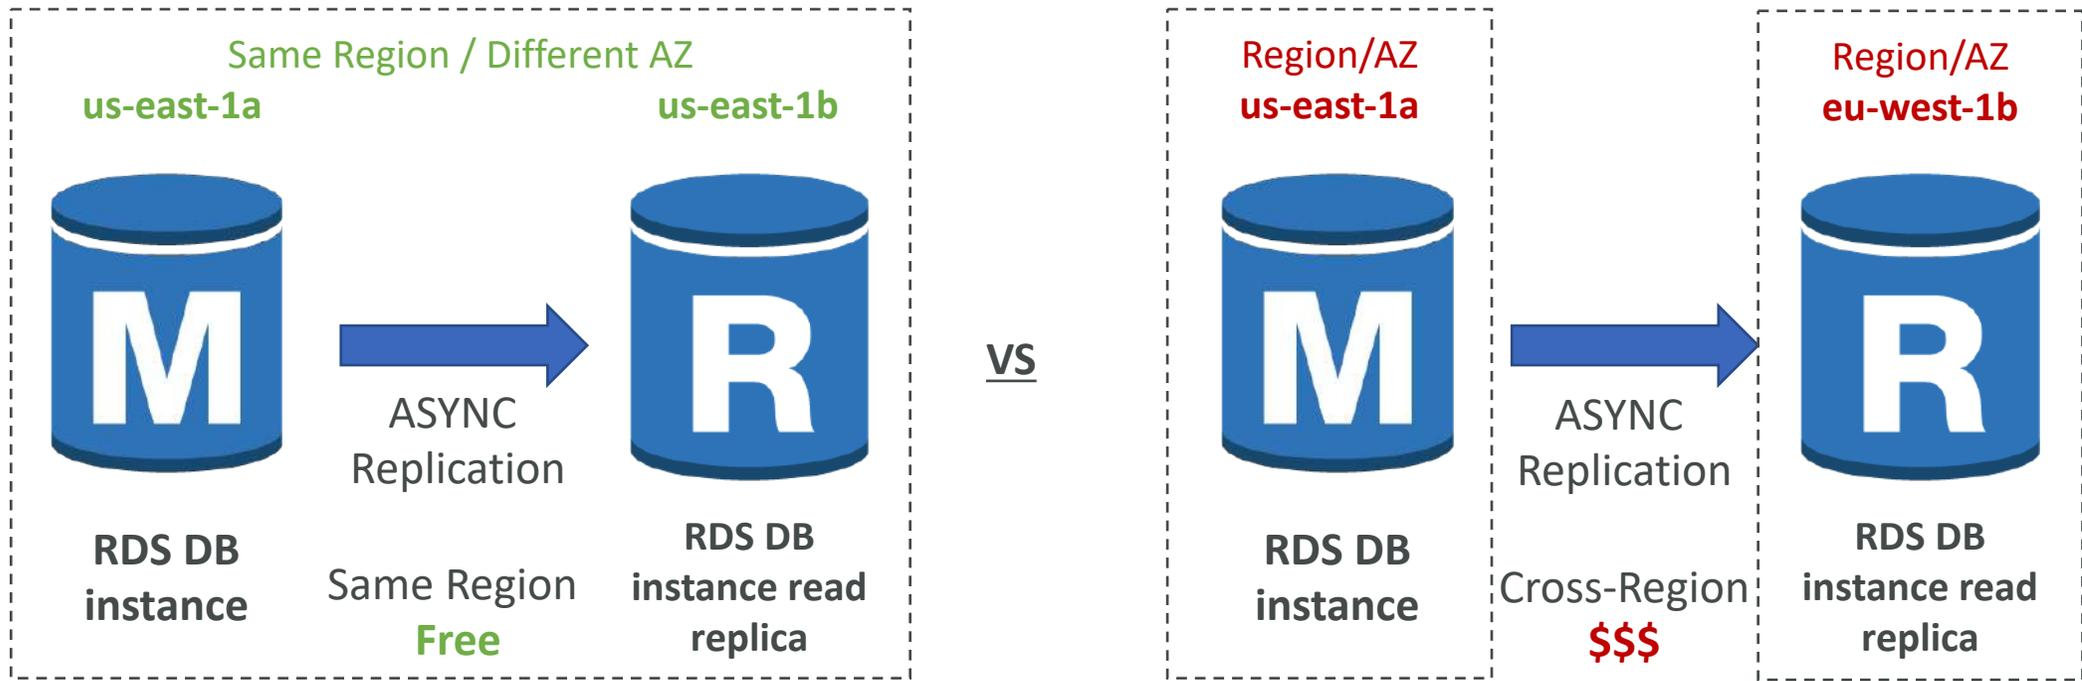 Same Region / Different AZ
us-east-1a
us-east-1b
M
R
ASYNC
Replication
RDS DB
instance
Same Region
Free
RDS DB
instance read
replica
VS
Region/AZ
us-east-1a
M
RDS DB
instance
ASYNC
Replication
Cross-Region
$$$
Region/AZ
eu-west-1b
R
RDS DB
instance read
replica